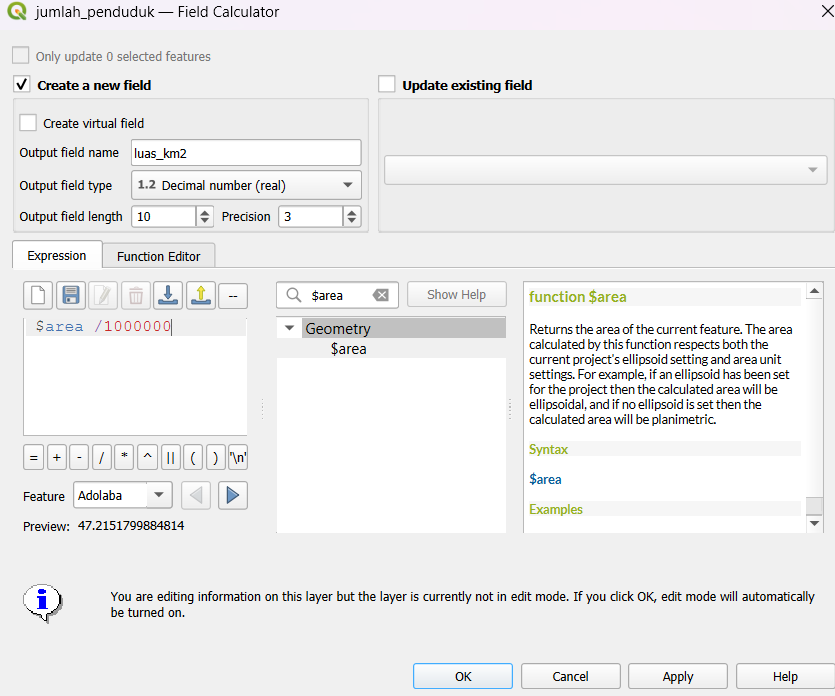 jumlah_penduduk — Field Calculator
Only update 0 selected features
Create a new field
Update existing field
Create virtual field
Output field name luas_km2
Output field type 1.2 Decimal number (real)
Output field length 10 Precision 3
Expression Function Editor
--
$area
Show Help
$area /1000000
Geometry
$area
function $area
Returns the area of the current feature. The area
calculated by this function respects both the
current project's ellipsoid setting and area unit
settings. For example, if an ellipsoid has been set
for the project then the calculated area will be
ellipsoidal, and if no ellipsoid is set then the
calculated area will be planimetric.
Syntax
$area
Examples
= + - / * ^ || ( ) '\n'
Feature Adolaba
Preview: 47.2151799884814
You are editing information on this layer but the layer is currently not in edit mode. If you click OK, edit mode will automatically
be turned on.
OK Cancel Apply Help